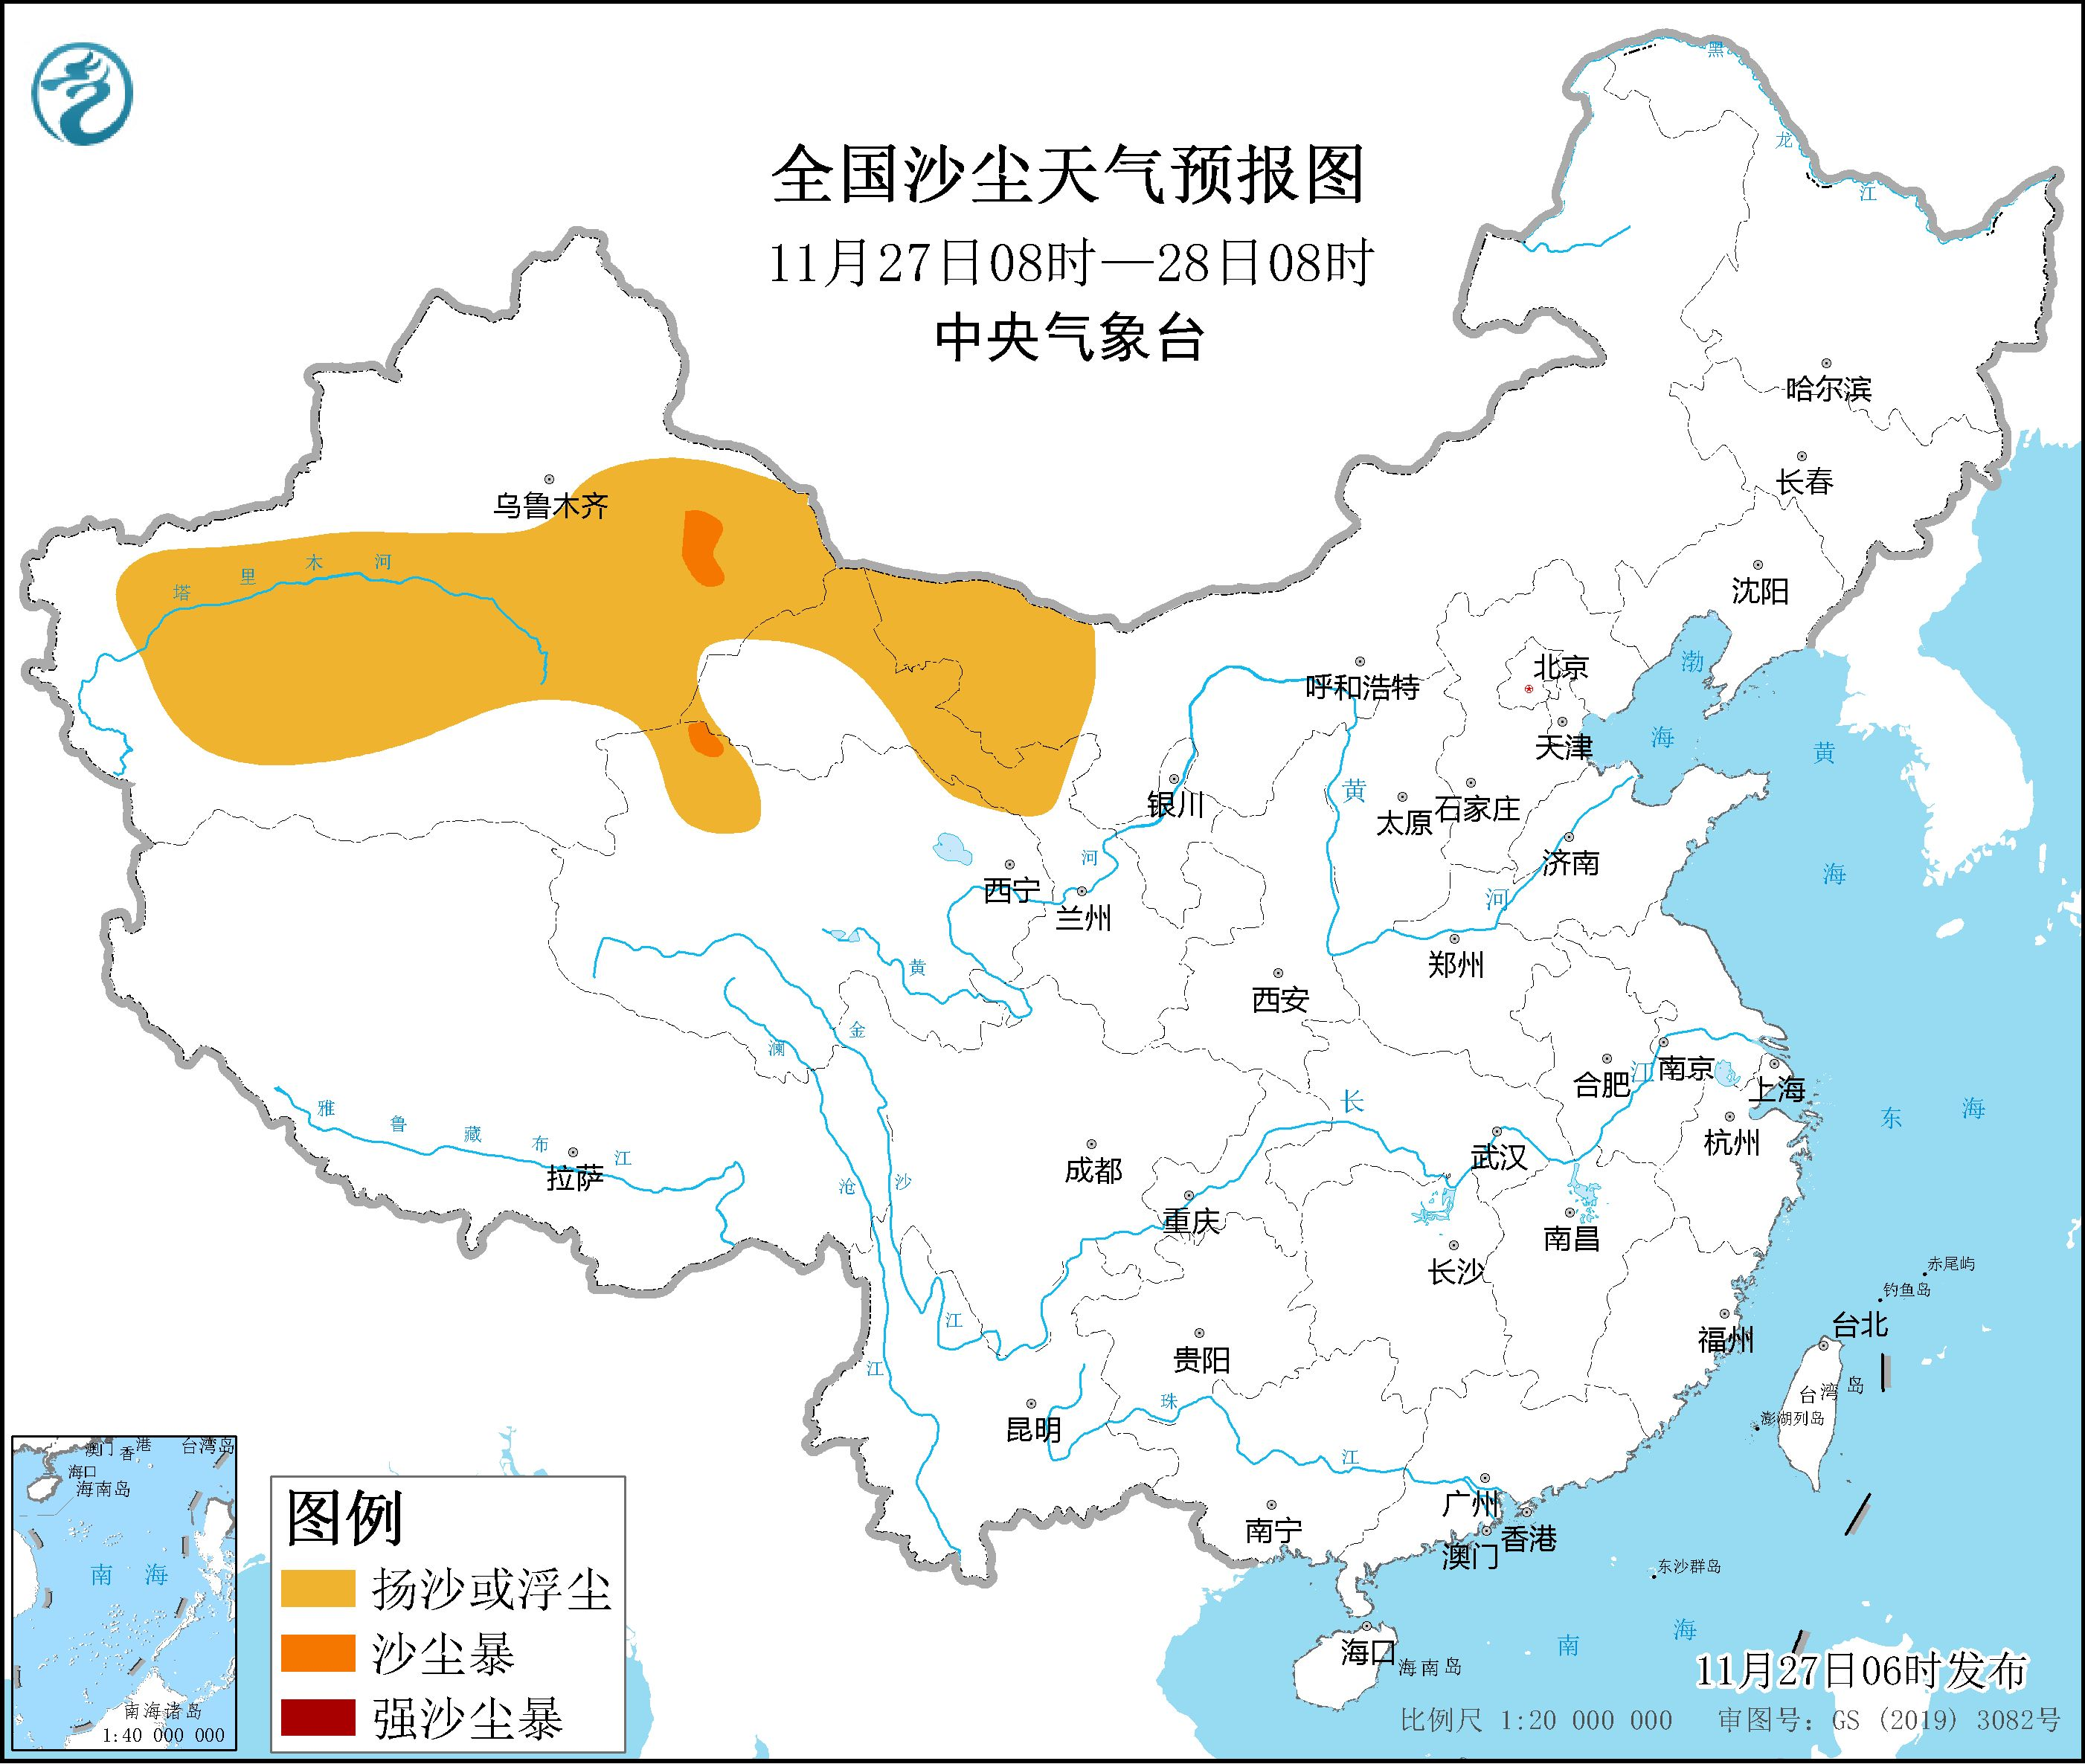 全国沙尘天气预报图
11月27日08时—28日08时
中央气象台
黑
龙
江
哈尔滨
长春
乌鲁木齐
塔里木河
沈阳
北京
呼和浩特
渤海
天津
黄海
银川
黄
太原
石家庄
济南
河
西宁
兰州
河
郑州
黄
西安
金
澜
合肥
江
南京
上海
长
东海
雅鲁藏布江
拉萨
成都
沧
沙
武汉
杭州
重庆
南昌
长沙
赤尾屿
钓鱼岛
台北
福州
江
江
贵阳
台湾岛
澎湖列岛
昆明
珠
江
广州
香港
澳门
南宁
东沙群岛
海口
海南岛
南海
澳门
香港
台湾岛
海口
海南岛
南海
南海诸岛
1:40 000 000
图例
扬沙或浮尘
沙尘暴
强沙尘暴
11月27日06时发布
比例尺 1:20 000 000 审图号：GS (2019) 3082号